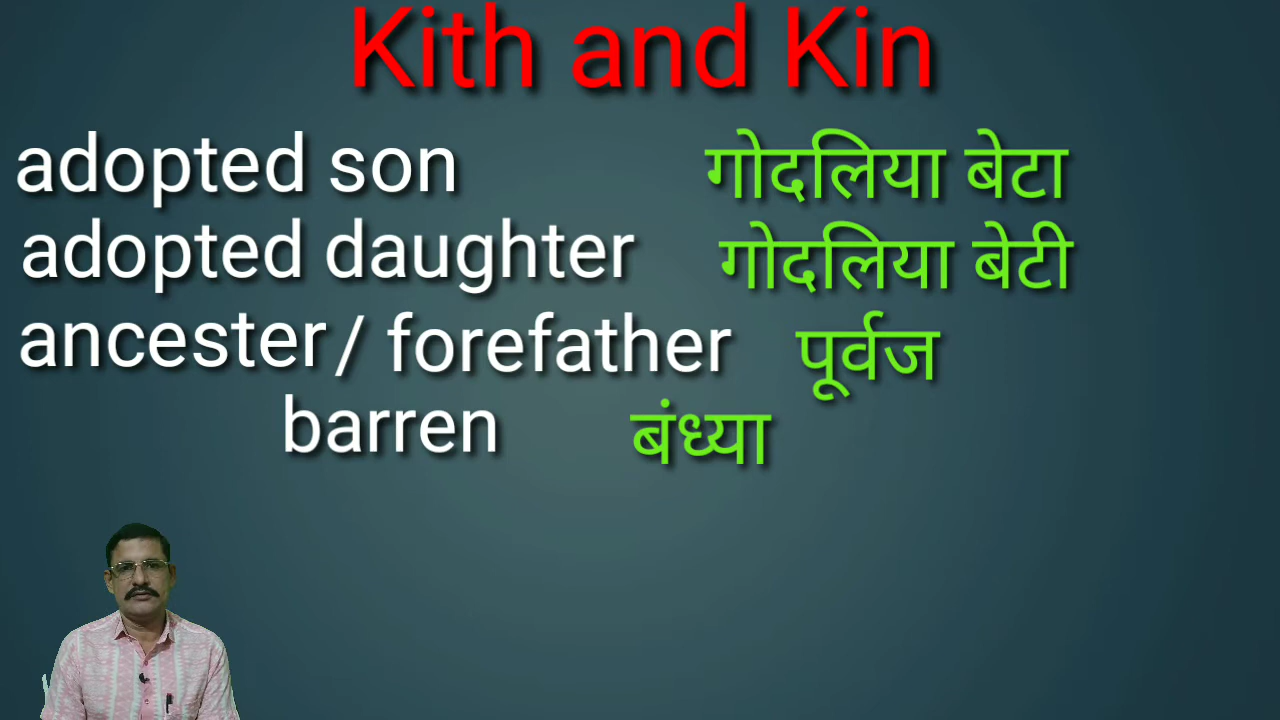 Kith and Kin
adopted son गोदलिया बेटा
adopted daughter गोदलिया बेटी
ancester / forefather पूर्वज
barren बंध्या